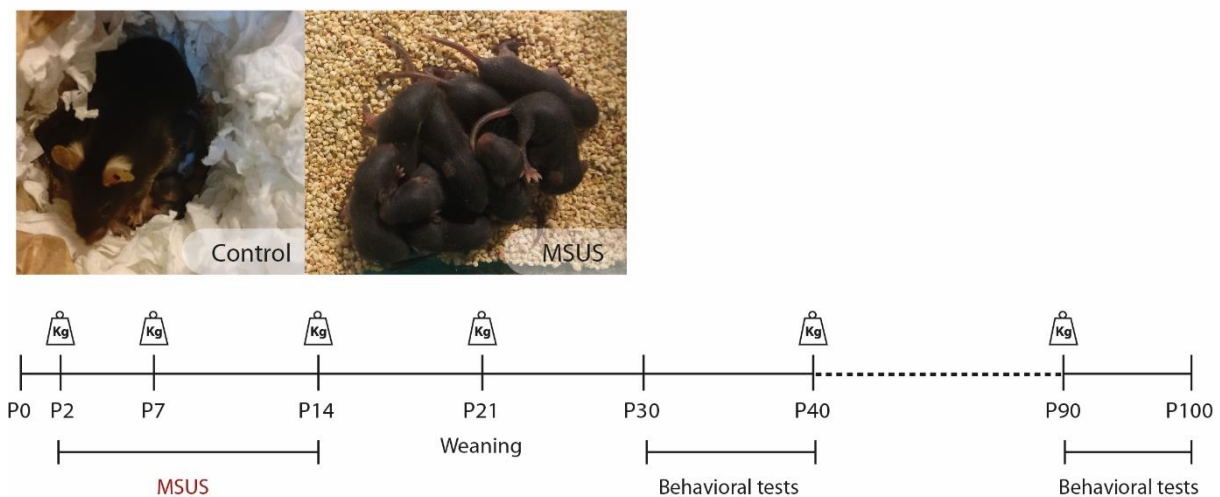 Control
MSUS
Kg Kg Kg Kg Kg Kg
P0 P2 P7 P14 P21 P30 P40 P90 P100
Weaning
MSUS Behavioral tests Behavioral tests